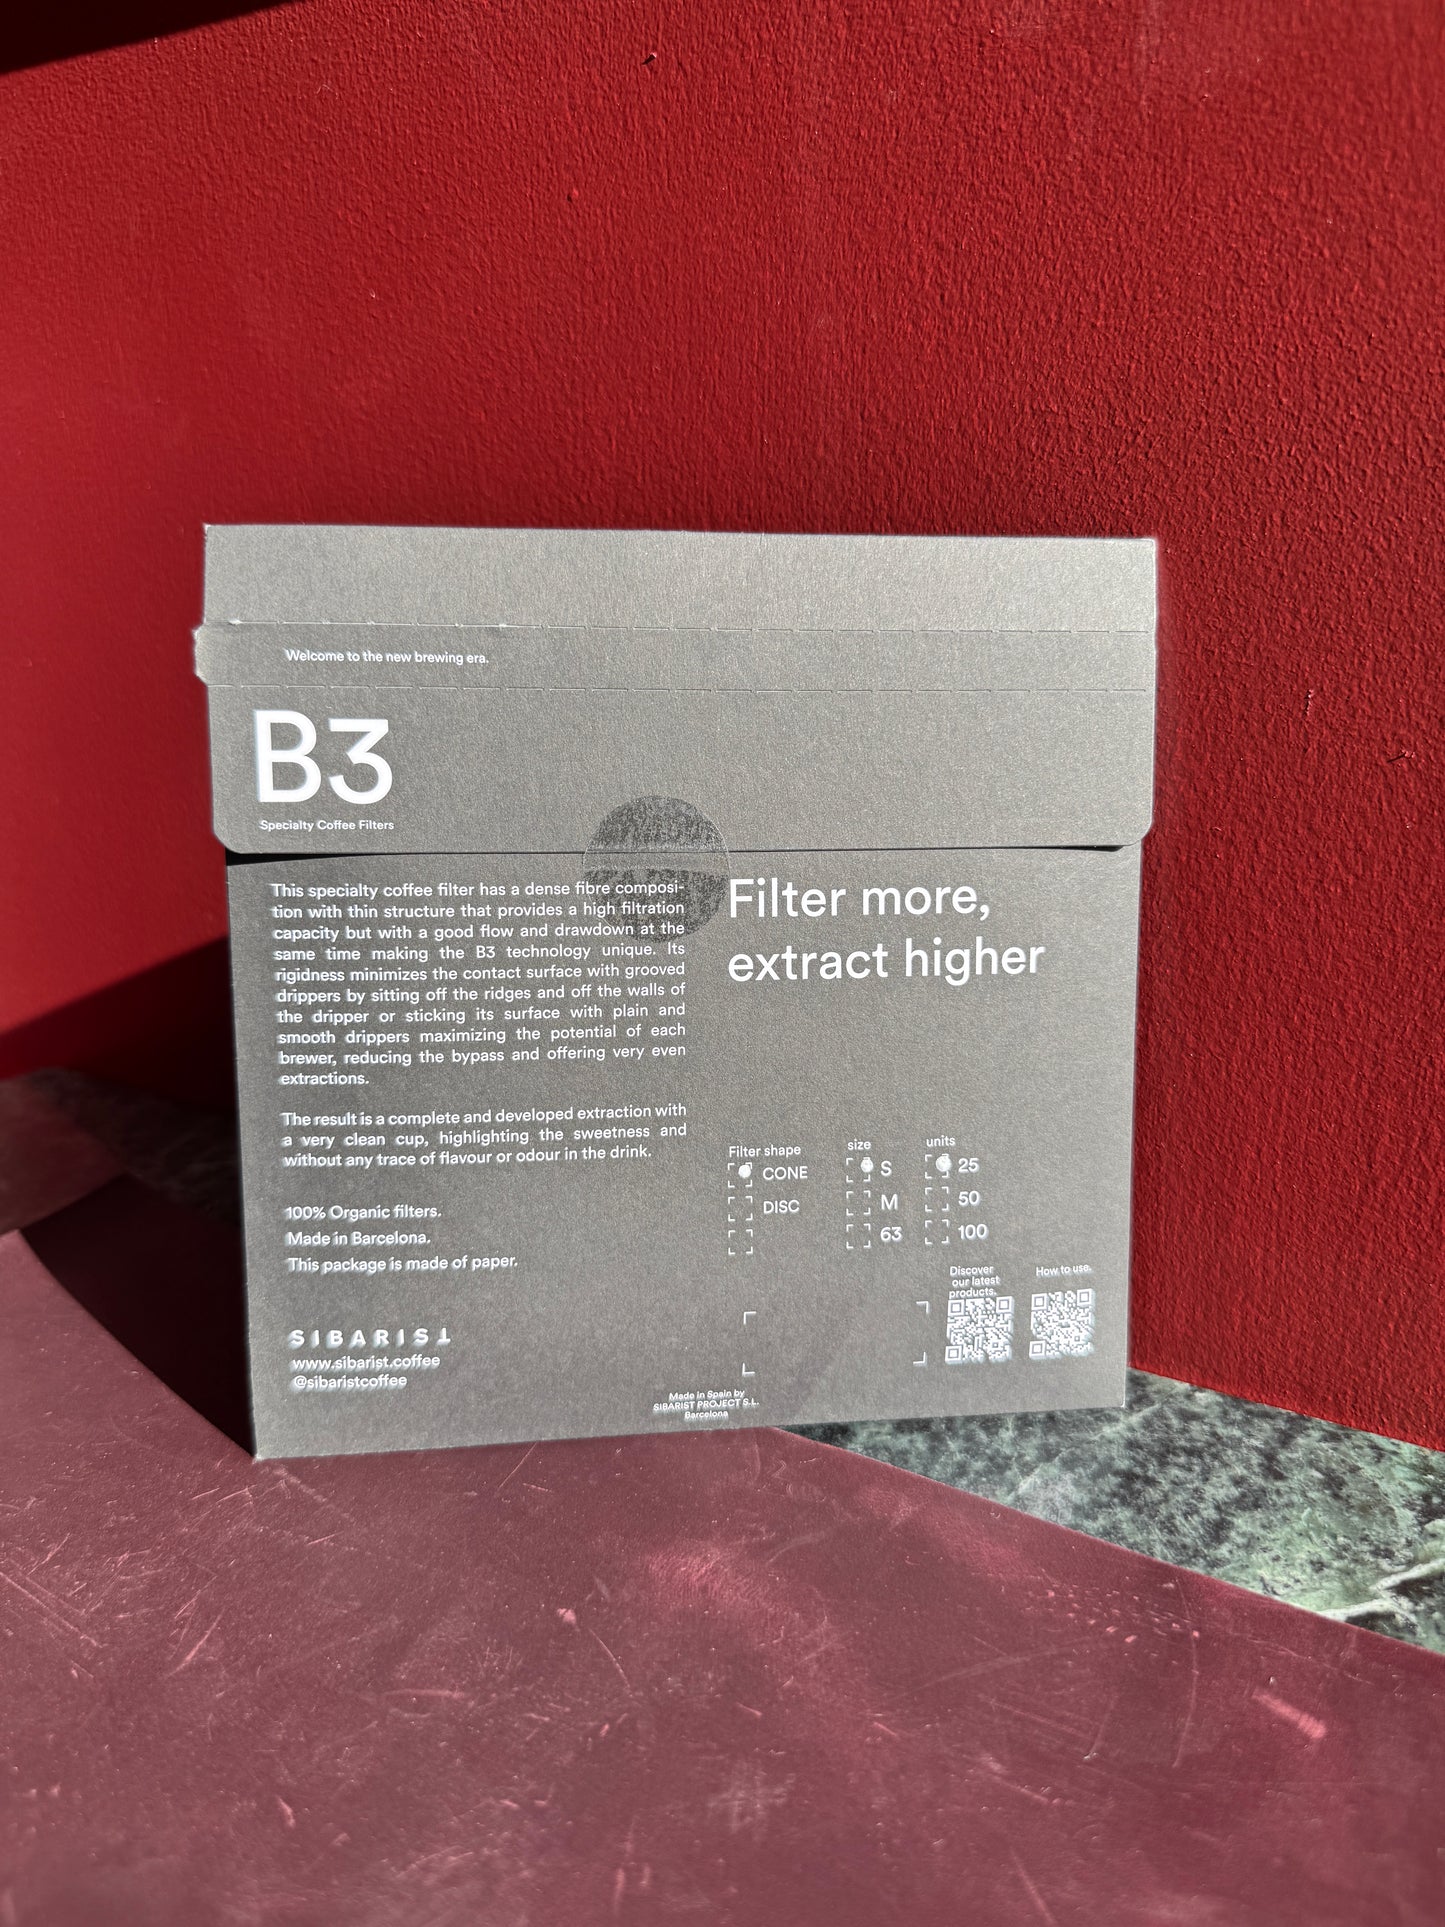 Welcome to the new brewing era.
B3
Specialty Coffee Filters
This specialty coffee filter has a dense fibre composi-
tion with thin structure that provides a high filtration
capacity but with a good flow and drawdown at the
same time making the B3 technology unique. Its
rigidness minimizes the contact surface with grooved
drippers by sitting off the ridges and off the walls of
the dripper or sticking its surface with plain and
smooth drippers maximizing the potential of each
brewer, reducing the bypass and offering very even
extractions.
The result is a complete and developed extraction with
a very clean cup, highlighting the sweetness and
without any trace of flavour or odour in the drink.
100% Organic filters.
Made in Barcelona.
This package is made of paper.
SIBARIST
www.sibarist.coffee
@sibaristcoffee
Filter more,
extract higher
Filter shape
CONE
DISC
size
S
M
63
units
25
50
100
Discover
our latest
products.
How to use.
Made in Spain by
SIBARIST PROJECT S.L.
Barcelona